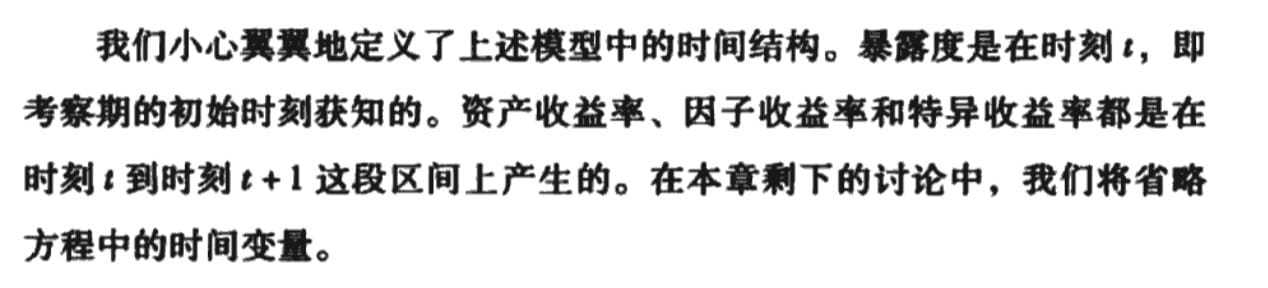 我们小心翼翼地定义了上述模型中的时间结构。暴露度是在时刻 t，即
考察期的初始时刻获知的。资产收益率、因子收益率和特异收益率都是在
时刻 t 到时刻 t + 1 这段区间上产生的。在本章剩下的讨论中，我们将省略
方程中的时间变量。